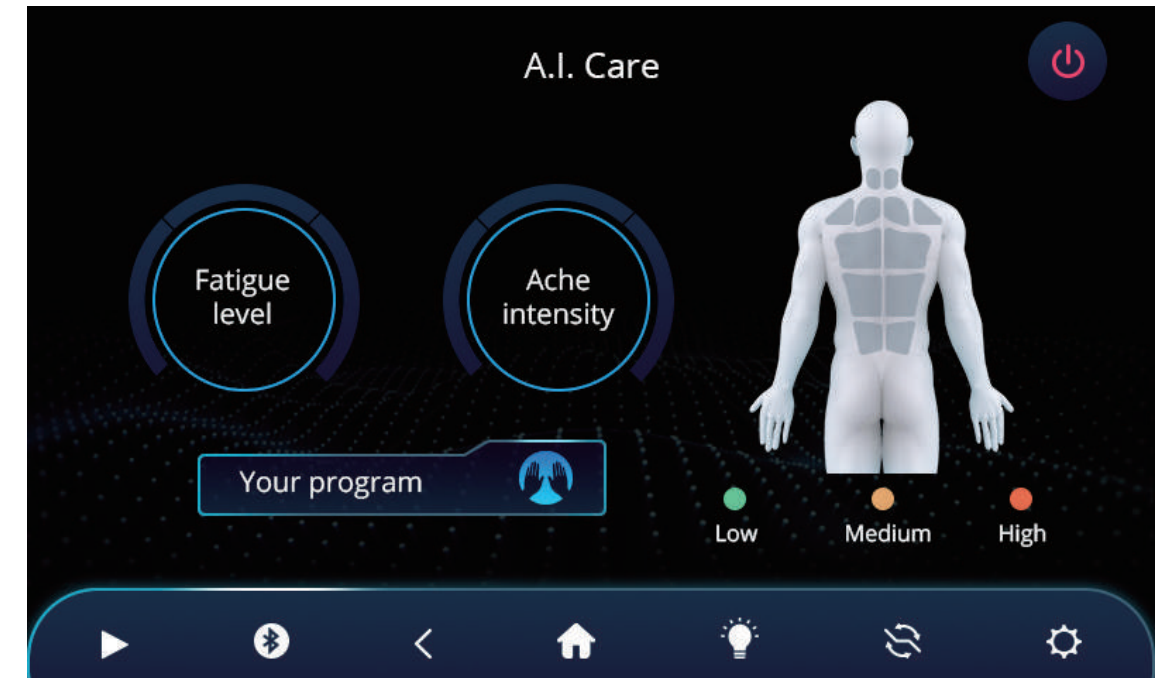 A.I. Care
Fatigue
level
Ache
intensity
Your program
Low
Medium
High